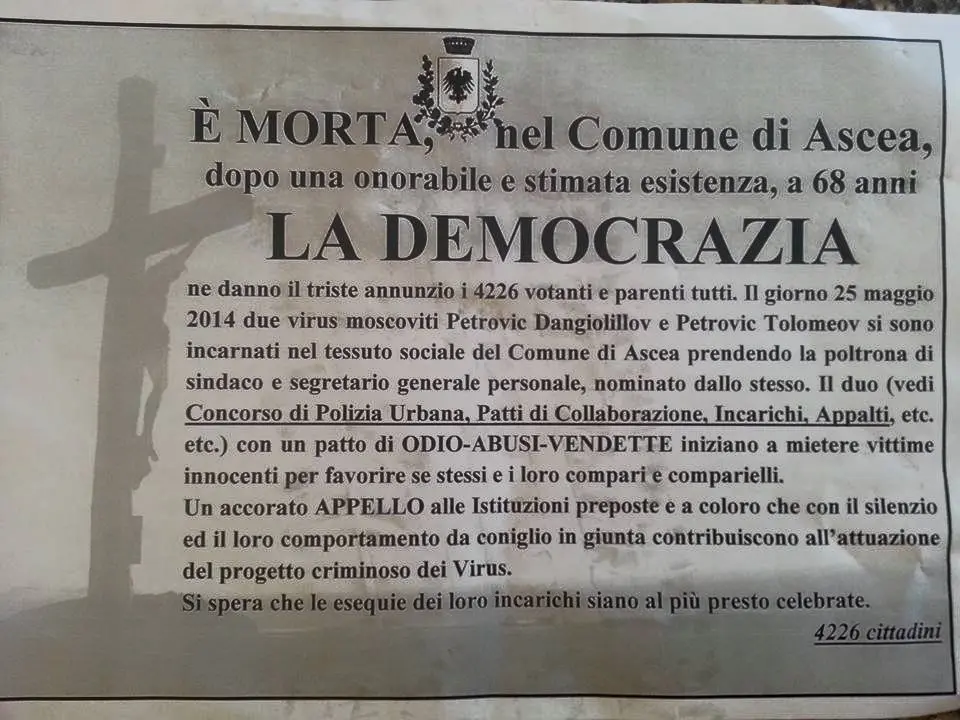 È MORTA, nel Comune di Ascea,
dopo una onorabile e stimata esistenza, a 68 anni
LA DEMOCRAZIA
ne danno il triste annunzio i 4226 votanti e parenti tutti. Il giorno 25 maggio
2014 due virus moscoviti Petrovic Dangiolillov e Petrovic Tolomeov si sono
incarnati nel tessuto sociale del Comune di Ascea prendendo la poltrona di
sindaco e segretario generale personale, nominato dallo stesso. Il duo (vedi
Concorso di Polizia Urbana, Patti di Collaborazione, Incarichi, Appalti, etc.
etc.) con un patto di ODIO-ABUSI-VENDETTE iniziano a mietere vittime
innocenti per favorire se stessi e i loro compari e comparielli.
Un accorato APPELLO alle Istituzioni preposte e a coloro che con il silenzio
ed il loro comportamento da coniglio in giunta contribuiscono all'attuazione
del progetto criminoso dei Virus.
Si spera che le esequie dei loro incarichi siano al più presto celebrate.
4226 cittadini